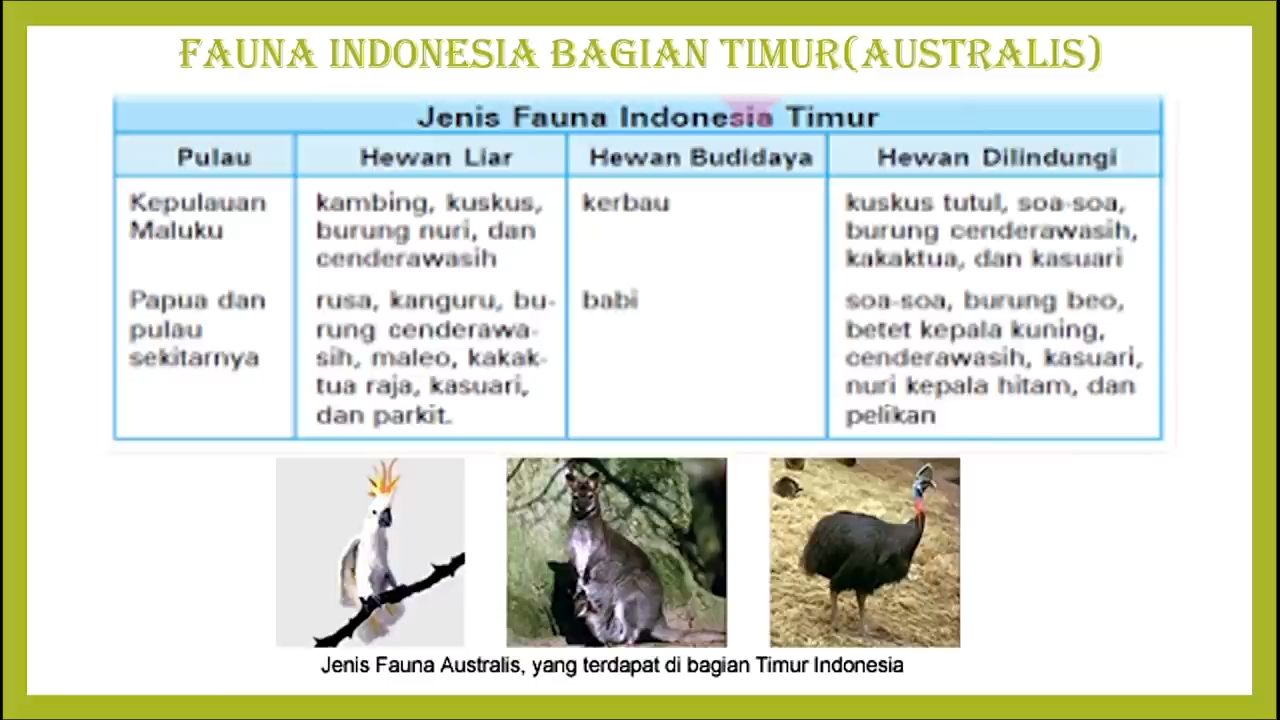 FAUNA INDONESIA BAGIAN TIMUR(AUSTRALIS)
Jenis Fauna Indonesia Timur
Pulau Hewan Liar Hewan Budidaya Hewan Dilindungi
Kepulauan kambing, kuskus, kerbau kuskus tutul, soa-soa,
Maluku burung nuri, dan burung cenderawasih,
cenderawasih kakaktua, dan kasuari
Papua dan rusa, kanguru, bu- babi soa-soa, burung beo,
pulau rung cenderawa- betet kepala kuning,
sekitarnya sih, maleo, kakak- cenderawasih, kasuari,
tua raja, kasuari, nuri kepala hitam, dan
dan parkit. pelikan
Jenis Fauna Australis, yang terdapat di bagian Timur Indonesia